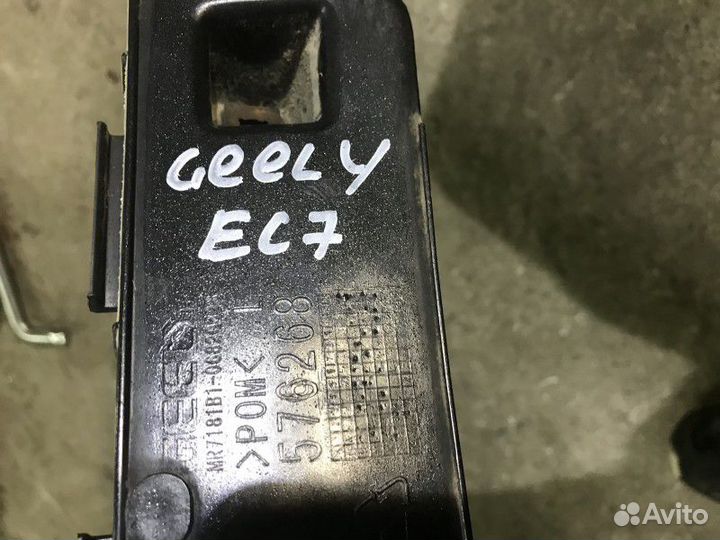 Geely
EC7
>POM< L
576268
Avito